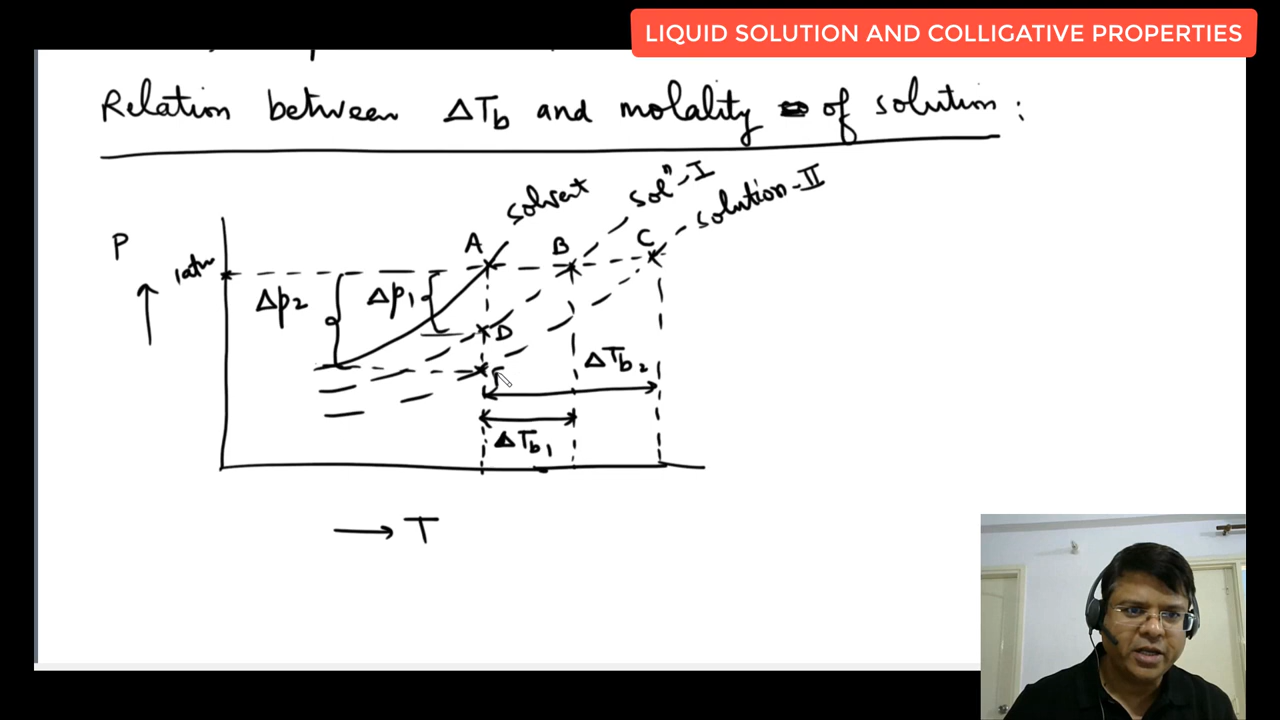 LIQUID SOLUTION AND COLLIGATIVE PROPERTIES
Relation between ΔTb and molality of solution :
solvent
solⁿ-I
solution-II
P
1atm
A
B
C
Δp2
Δp1
D
ΔTb2
ΔTb1
T